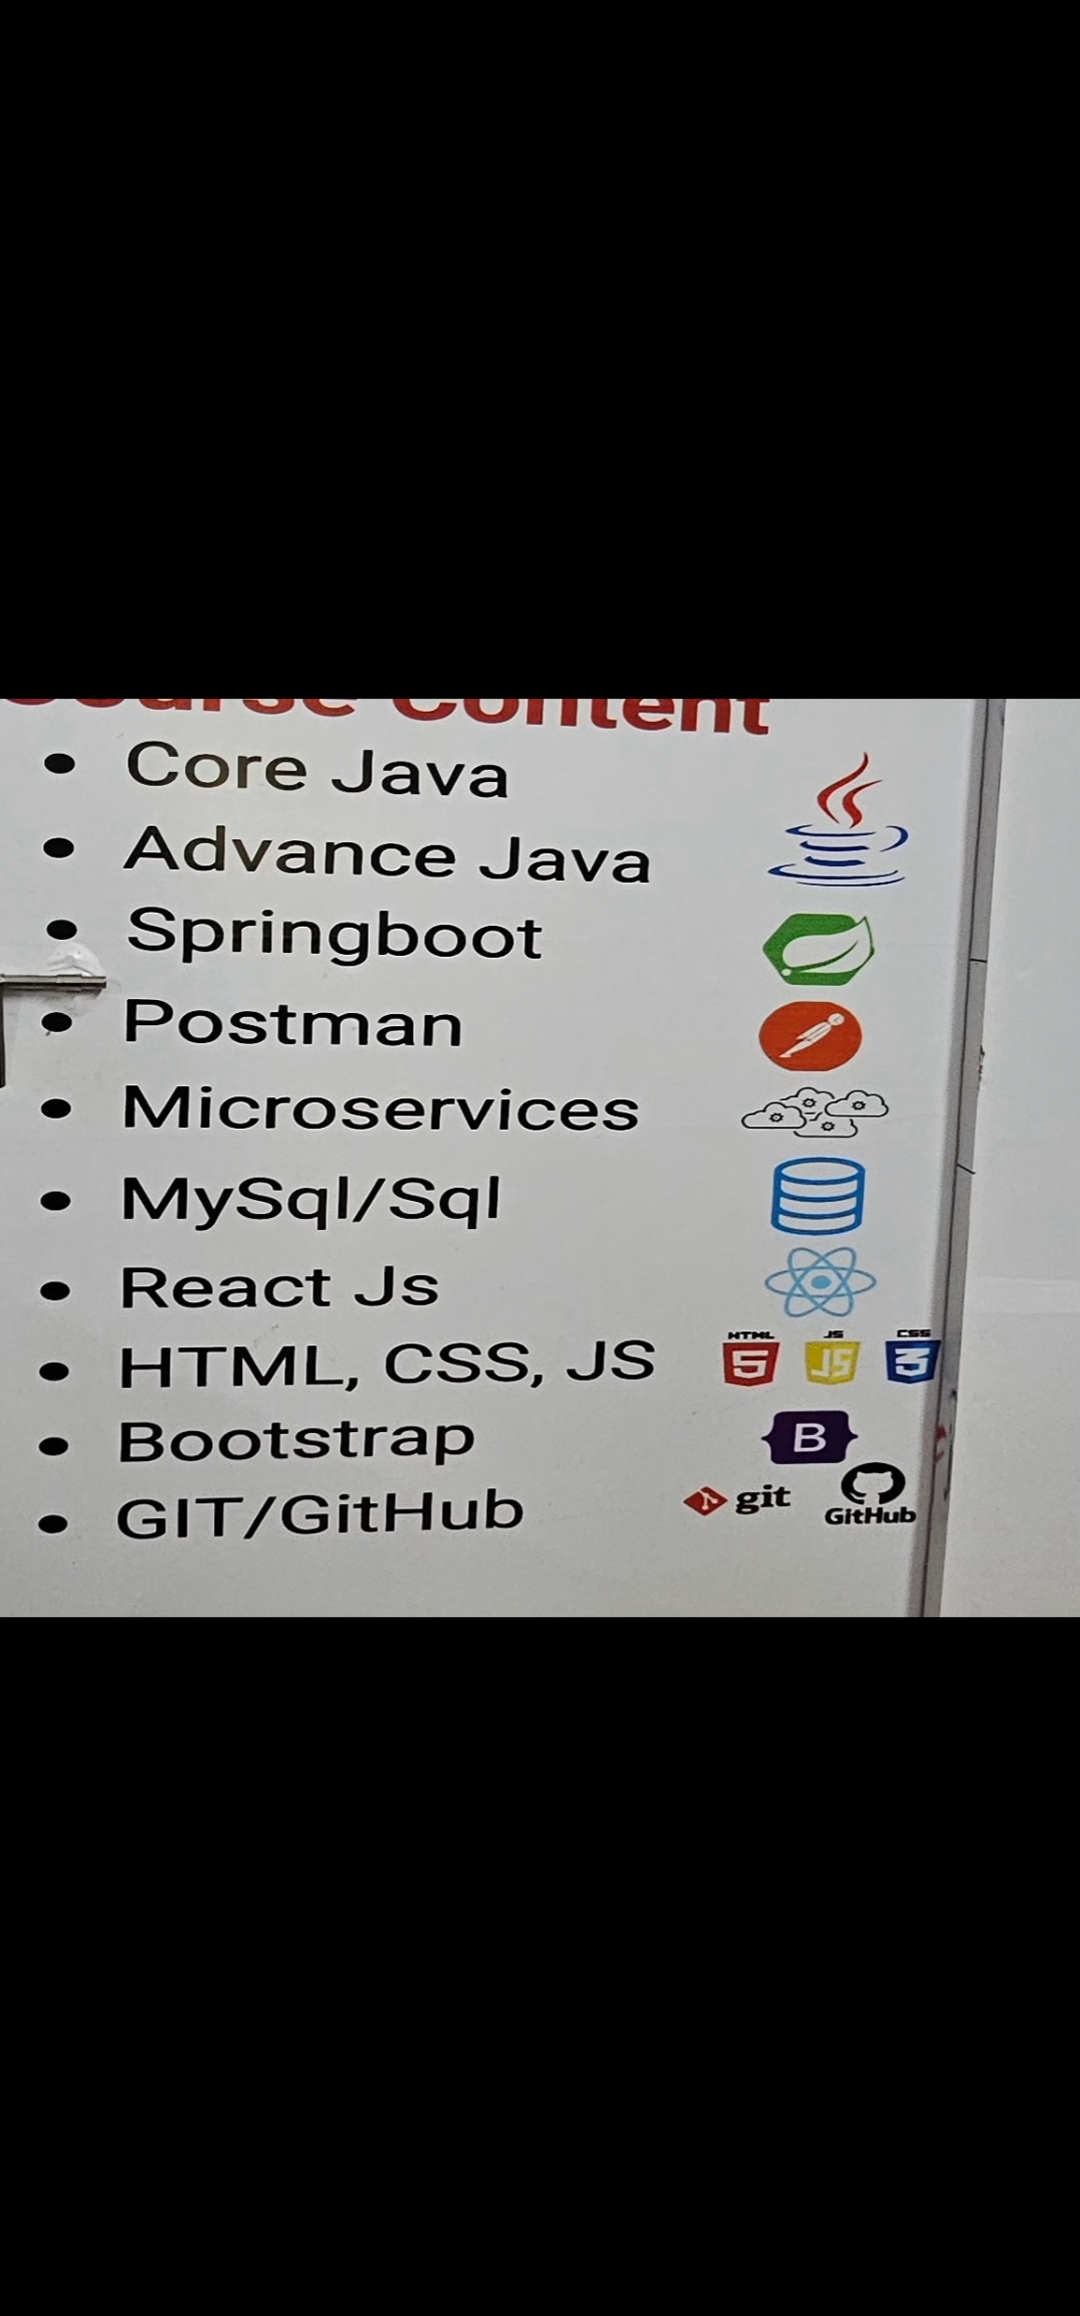 Course Content
• Core Java
• Advance Java
• Springboot
• Postman
• Microservices
• MySql/Sql
• React Js
• HTML, CSS, JS
HTML JS CSS
5 JS 3
• Bootstrap
B
• GIT/GitHub
git GitHub